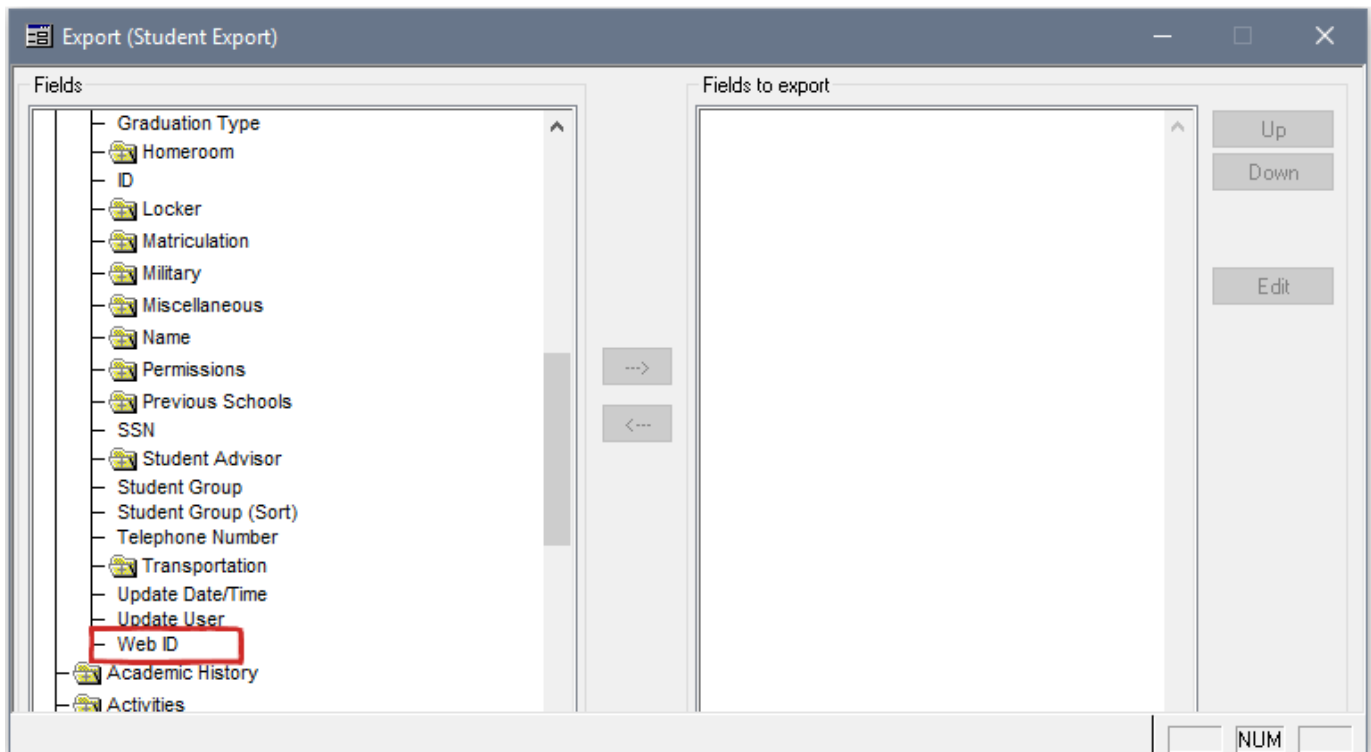 Export (Student Export)
Fields
Graduation Type
Homeroom
ID
Locker
Matriculation
Military
Miscellaneous
Name
Permissions
Previous Schools
SSN
Student Advisor
Student Group
Student Group (Sort)
Telephone Number
Transportation
Update Date/Time
Update User
Web ID
Academic History
Activities
--->
<---
Fields to export
Up
Down
Edit
NUM